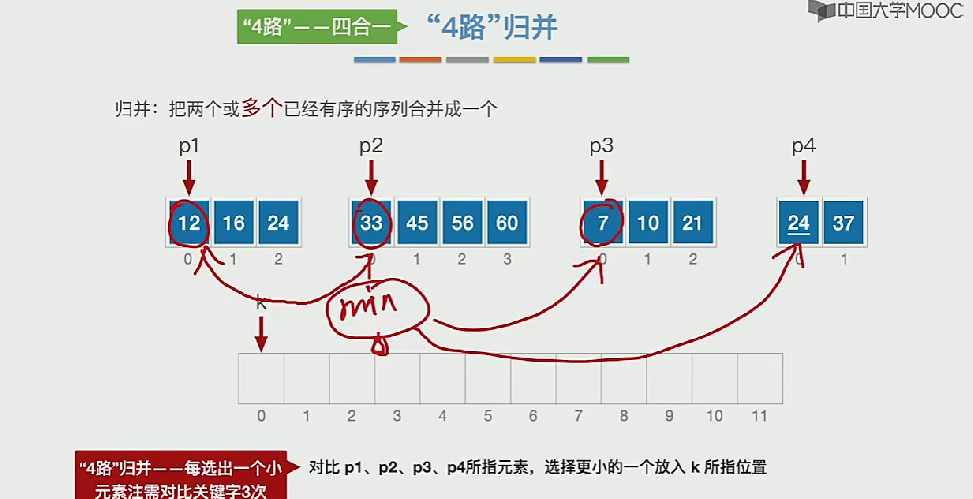 “4路”——四合一
“4路”归并
中国大学MOOC
归并：把两个或多个已经有序的序列合并成一个
p1 p2 p3 p4
12 16 24 33 45 56 60 7 10 21 24 37
0 1 2 0 1 2 3 0 1 2 0 1
min
k
0 1 2 3 4 5 6 7 8 9 10 11
“4路”归并——每选出一个小
元素注需对比关键字3次
对比 p1、p2、p3、p4所指元素，选择更小的一个放入 k 所指位置